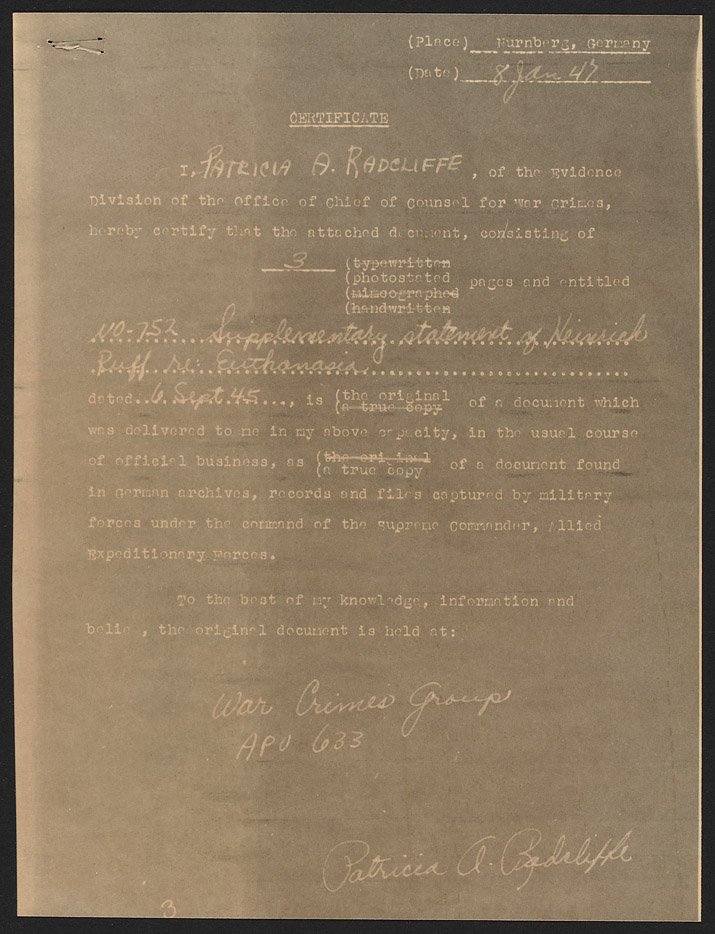 (Place) Nurnberg, Germany
(Date) 8 Jan 47
CERTIFICATE
I, PATRICIA A. RADCLIFFE, of the Evidence
Division of the Office of Chief of Counsel for War Crimes,
hereby certify that the attached document, consisting of
3 (typewritten
(photostated pages and entitled
(mimeographed
(handwritten
NO-752 Supplementary statement of Heinrich
Ruff re: Euthanasia.
dated 6 Sept 45..., is (the original of a document which
(a true copy
was delivered to me in my above capacity, in the usual course
of official business, as (the original of a document found
(a true copy
in German archives, records and files captured by military
forces under the command of the Supreme Commander, Allied
Expeditionary Forces.
To the best of my knowledge, information and
belie , the original document is held at:
War Crimes Group
APO 633
Patricia A. Radcliffe
3